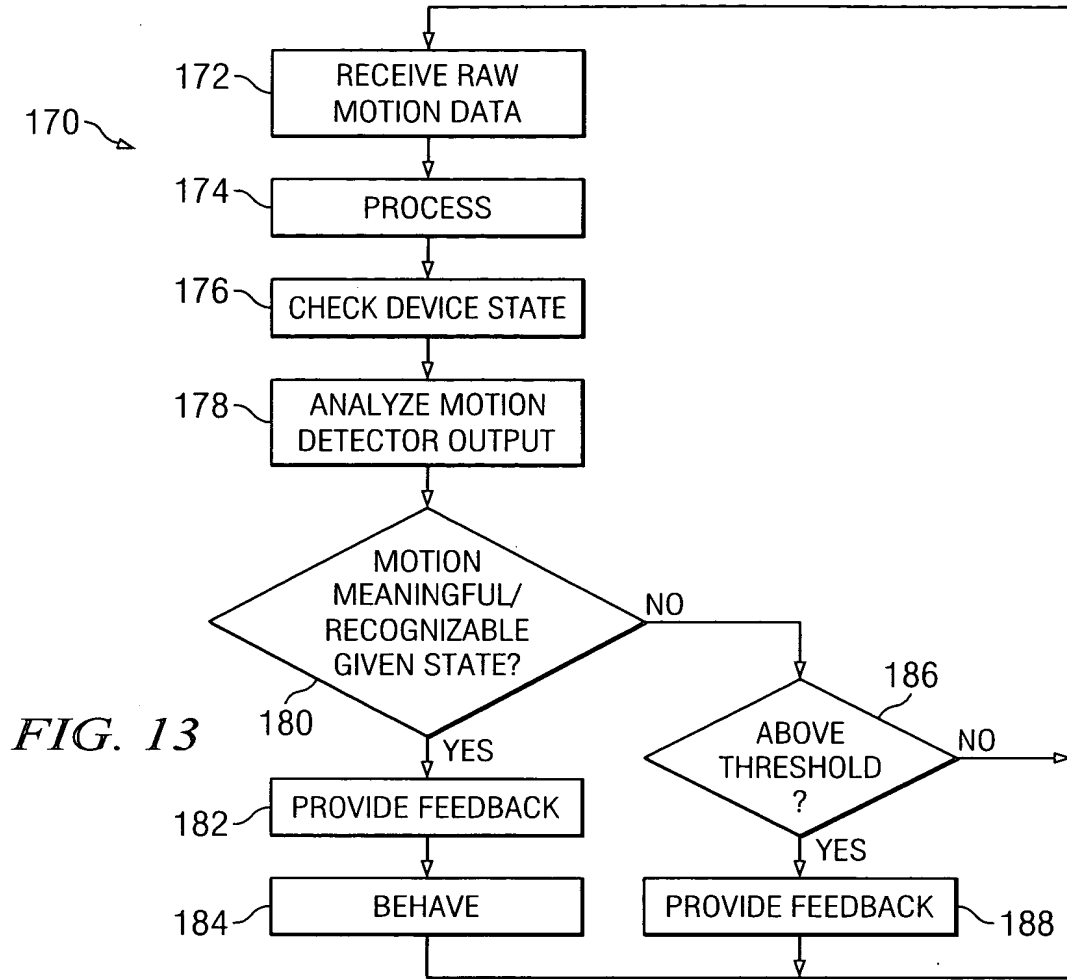 172
RECEIVE RAW
MOTION DATA
170
174
PROCESS
176
CHECK DEVICE STATE
178
ANALYZE MOTION
DETECTOR OUTPUT
MOTION
MEANINGFUL/
RECOGNIZABLE
GIVEN STATE?
NO
180
YES
186
ABOVE
THRESHOLD
?
NO
YES
FIG. 13
182
PROVIDE FEEDBACK
184
BEHAVE
PROVIDE FEEDBACK
188